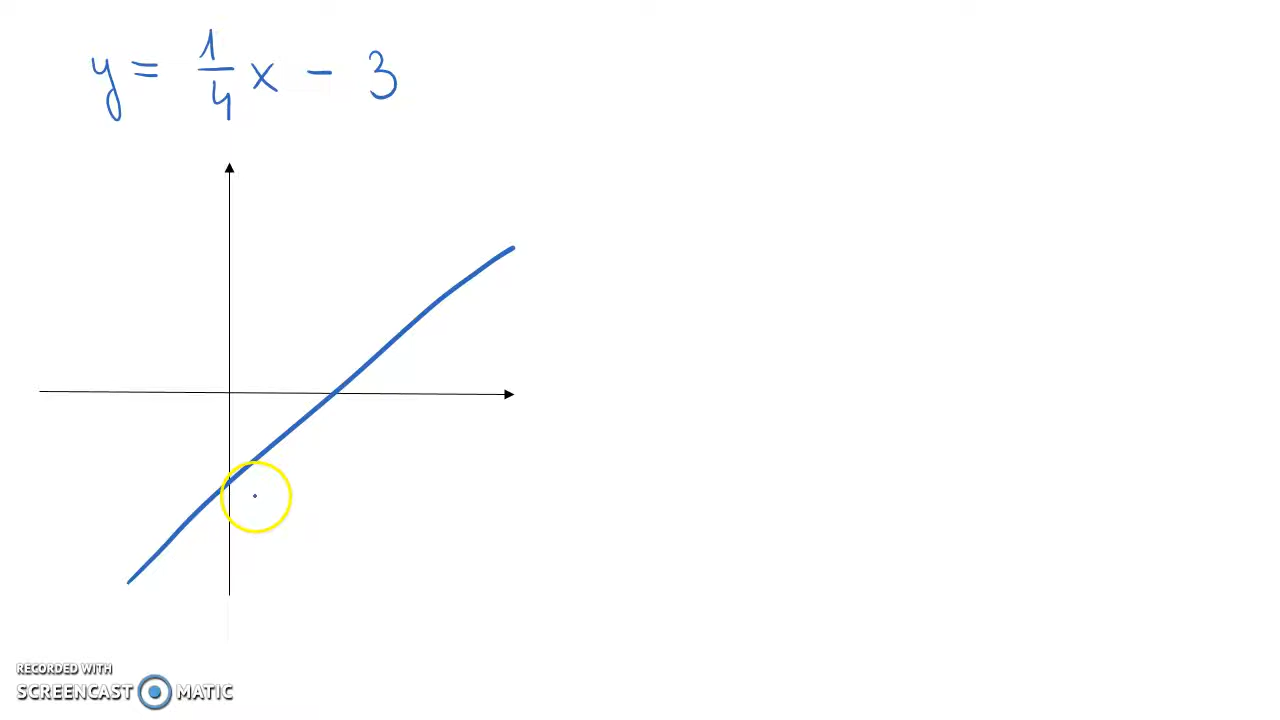 y = 1/4 x - 3
RECORDED WITH
SCREENCAST MATIC